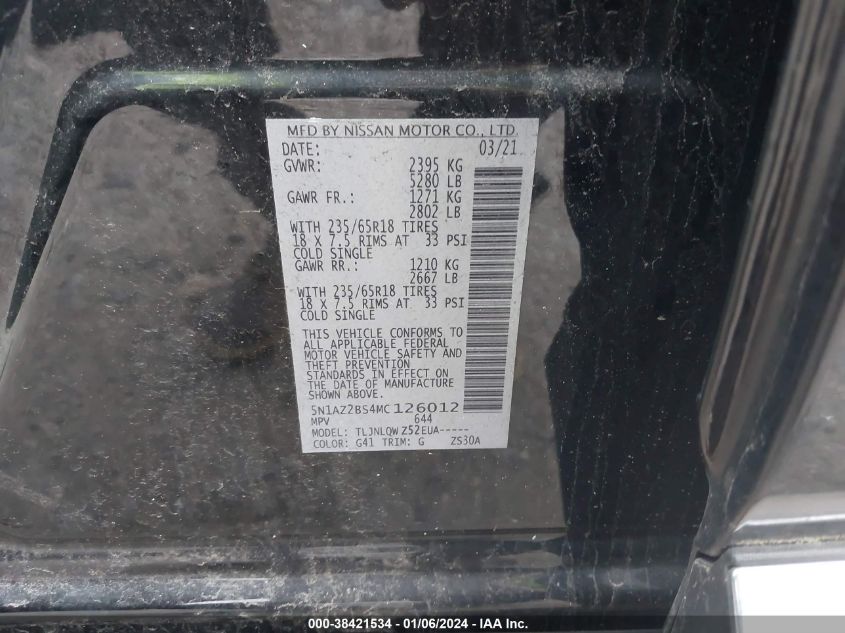 MFD BY NISSAN MOTOR CO., LTD.
DATE: 03/21
GVWR: 2395 KG
5280 LB
GAWR FR.: 1271 KG
2802 LB
WITH 235/65R18 TIRES
18 X 7.5 RIMS AT 33 PSI
COLD SINGLE
GAWR RR.: 1210 KG
2667 LB
WITH 235/65R18 TIRES
18 X 7.5 RIMS AT 33 PSI
COLD SINGLE
THIS VEHICLE CONFORMS TO
ALL APPLICABLE FEDERAL
MOTOR VEHICLE SAFETY AND
THEFT PREVENTION
STANDARDS IN EFFECT ON
THE DATE OF MANUFACTURE
SHOWN ABOVE.
5N1AZ2BS4MC126012
MPV 644
MODEL: TLJNLQWZ52EUA-----
COLOR: G41 TRIM: G ZS30A
000-38421534 - 01/06/2024 - IAA Inc.